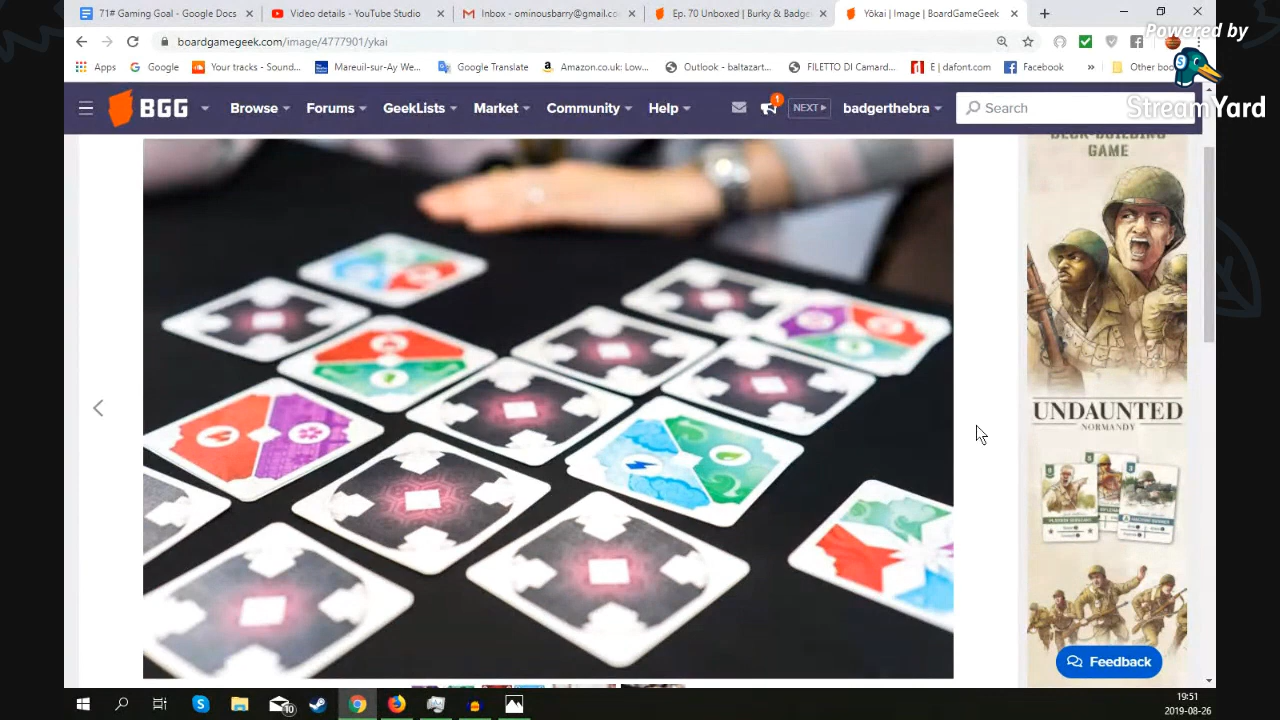 71# Gaming Goal - Google Docs
Video details - YouTube Studio
Inbox - ominousbarry@gmail.co
Ep. 70 Unboxed | Burky & Badge
Yōkai | Image | BoardGameGeek
Powered by
boardgamegeek.com/image/4777901/ykai
Apps
Google
Your tracks - Sound...
Mareuil-sur-Ay We...
Google Translate
Amazon.co.uk: Low...
Outlook - baltazart...
FILETTO DI Camard...
E | dafont.com
Facebook
»
Other boo
StreamYard
BGG
Browse
Forums
GeekLists
Market
Community
Help
1
NEXT
badgerthebra
Search
DECK-BUILDING
GAME
UNDAUNTED
NORMANDY
Feedback
10
19:51
2019-08-26